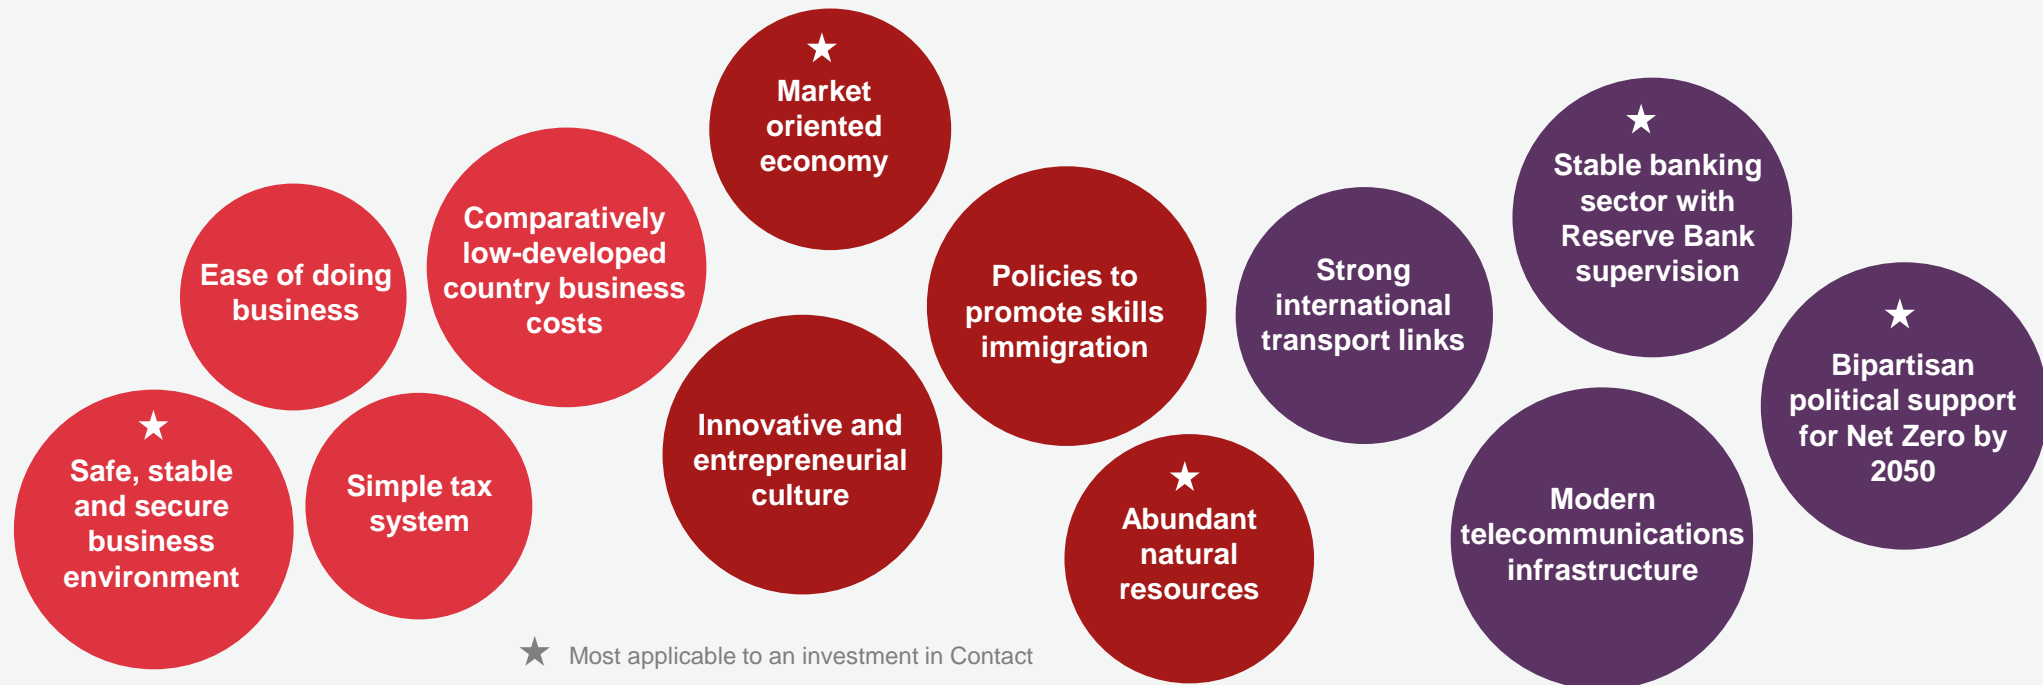 Safe, stable
and secure
business
environment
Ease of doing
business
Simple tax
system
Comparatively
low-developed
country business
costs
★
Market
oriented
economy
Innovative and
entrepreneurial
culture
Policies to
promote skills
immigration
★
Abundant
natural
resources
Strong
international
transport links
★
Stable banking
sector with
Reserve Bank
supervision
Modern
telecommunications
infrastructure
★
Bipartisan
political support
for Net Zero by
2050
★ Most applicable to an investment in Contact